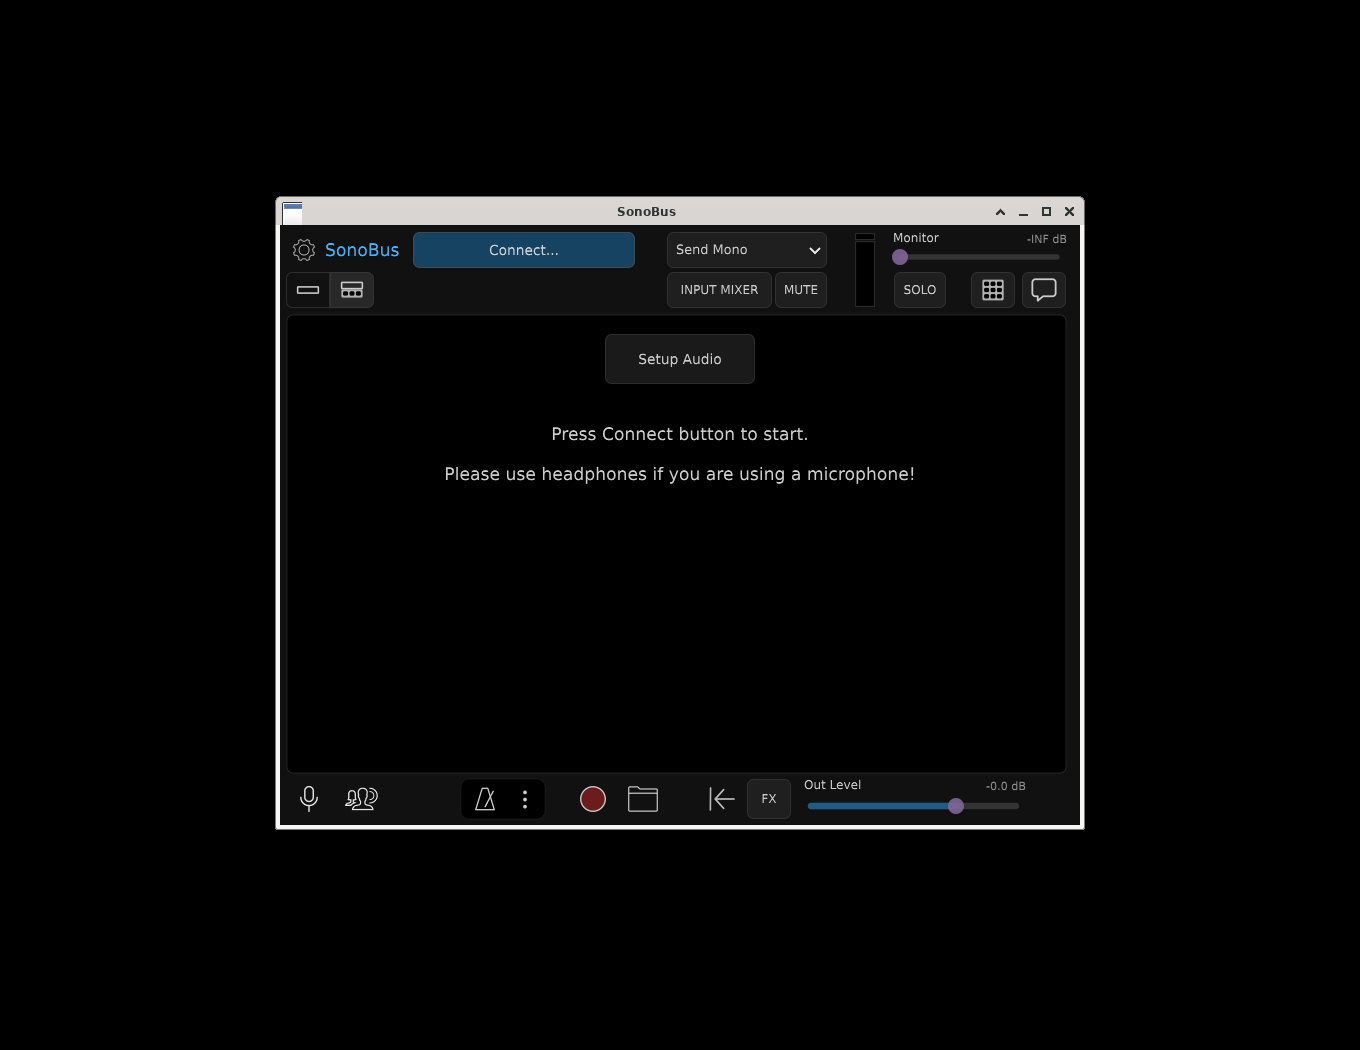 SonoBus
SonoBus
Connect...
Send Mono
Monitor
-INF dB
INPUT MIXER
MUTE
SOLO
Setup Audio
Press Connect button to start.
Please use headphones if you are using a microphone!
FX
Out Level
-0.0 dB